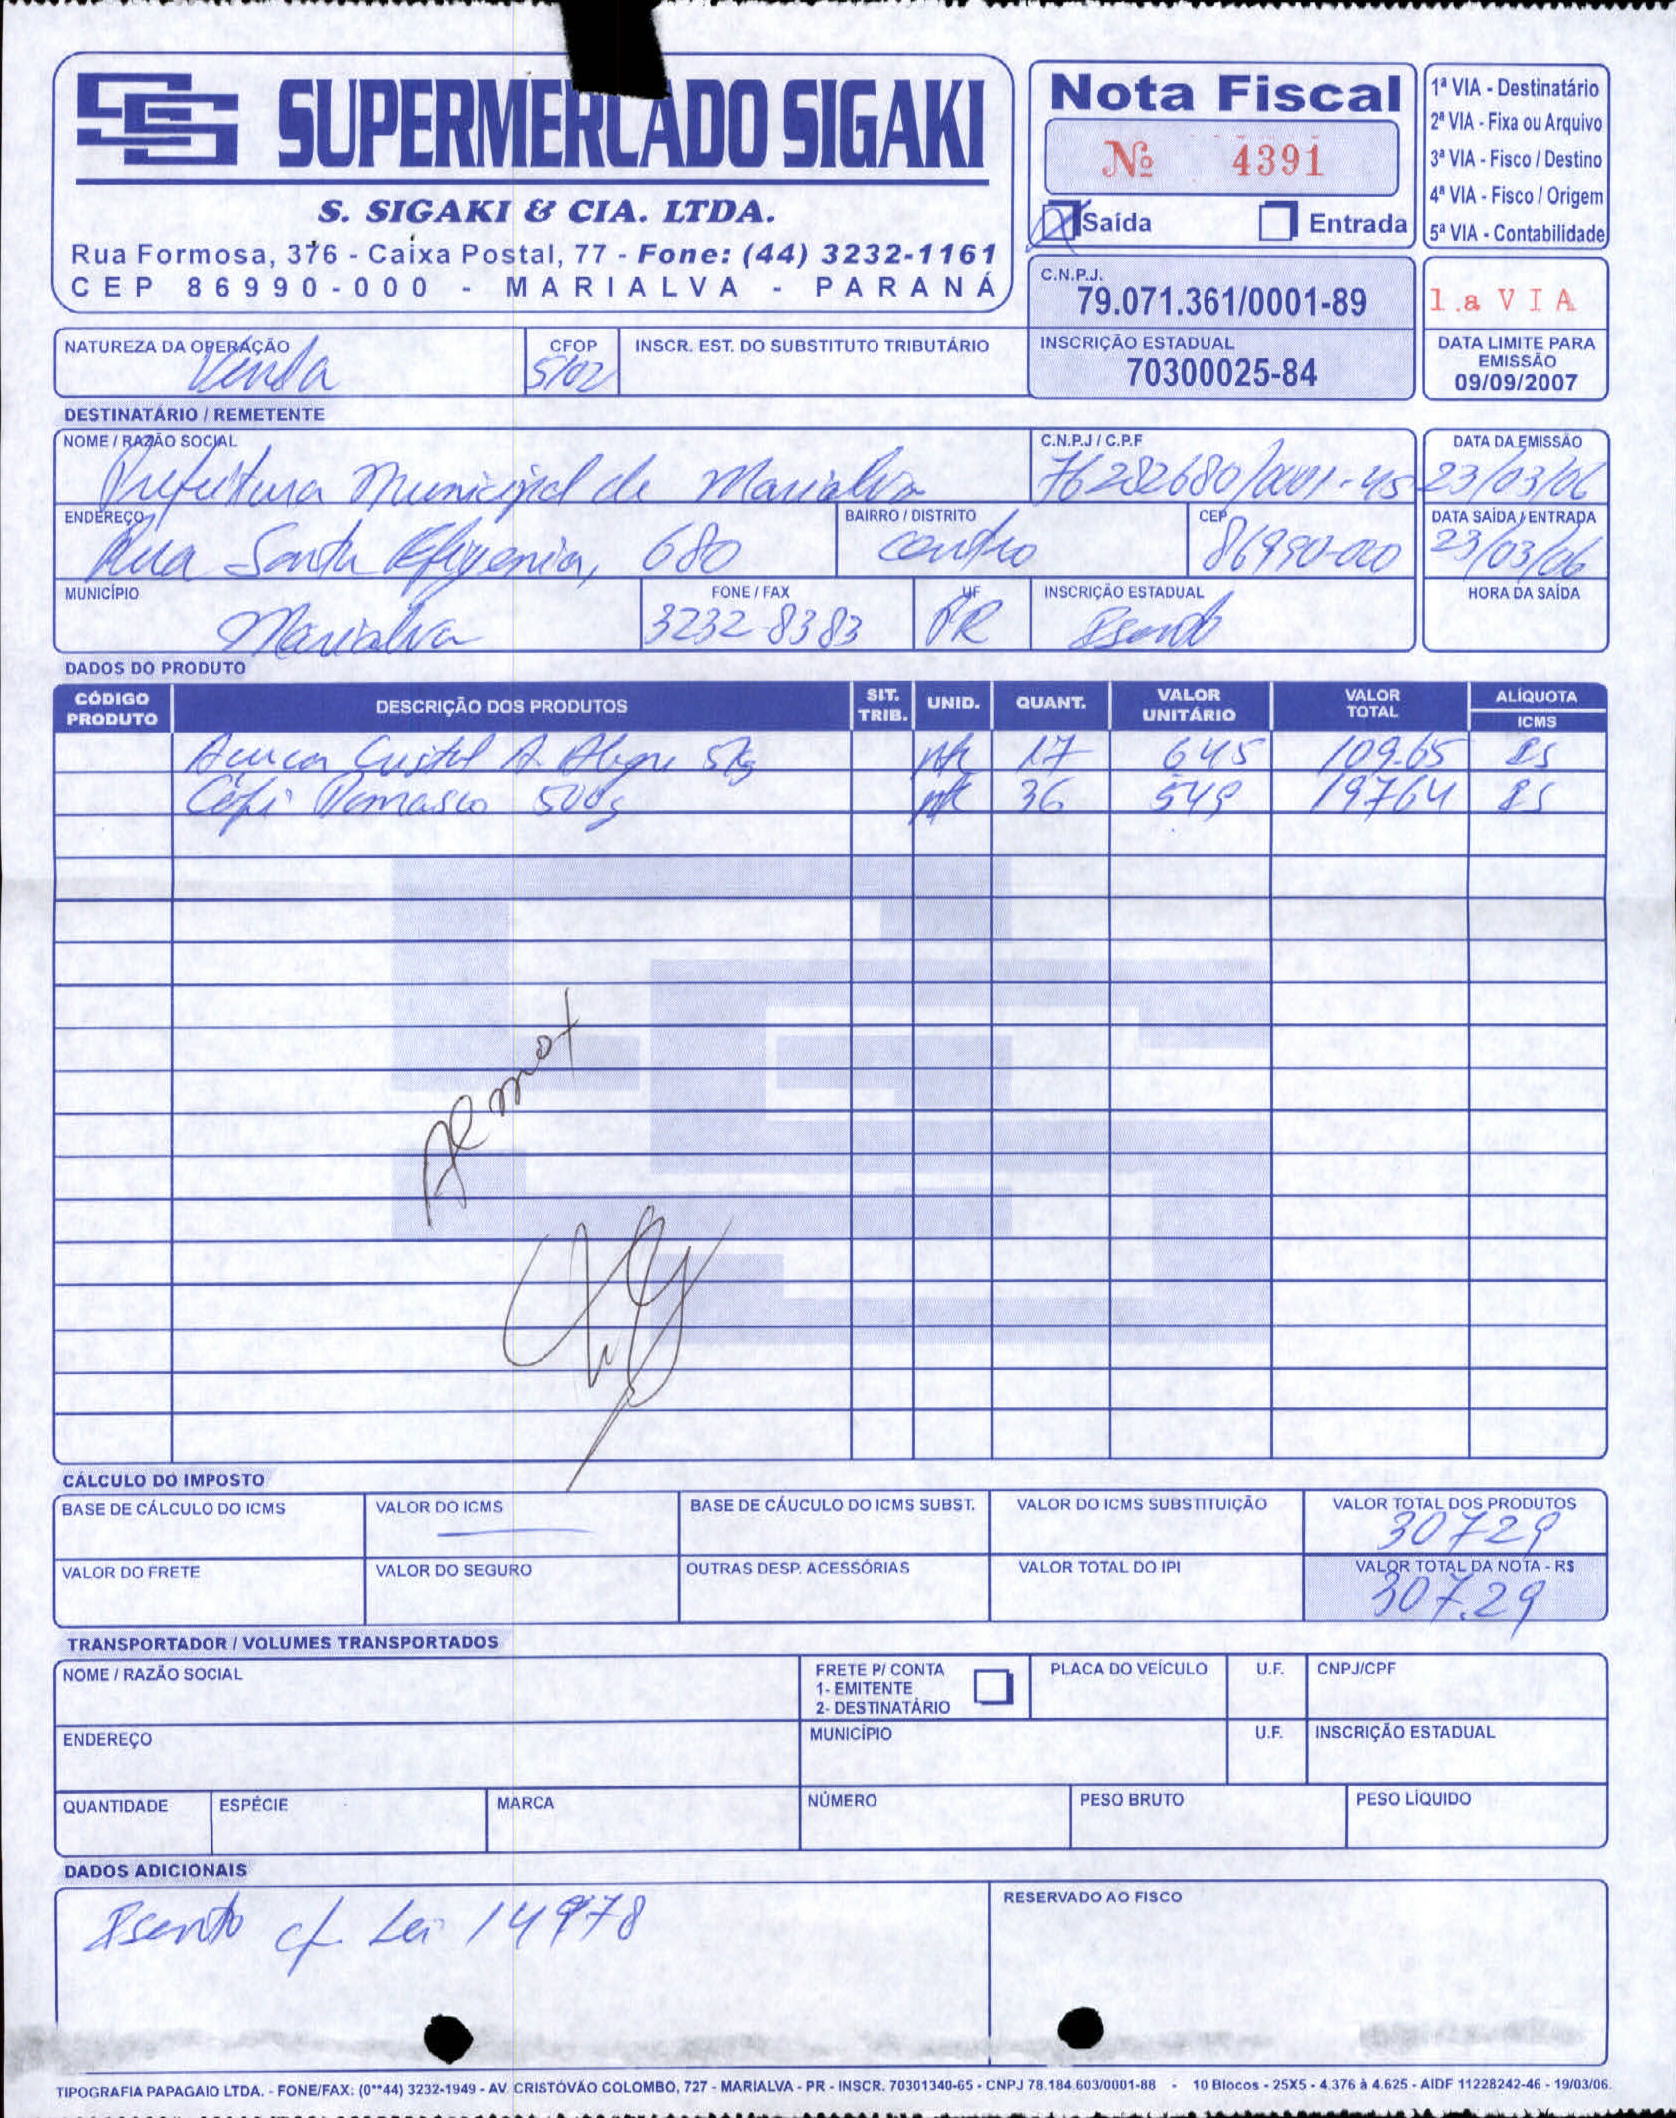 SUPERMERCADO SIGAKI
S. SIGAKI & CIA. LTDA.
Rua Formosa, 376 - Caixa Postal, 77 - Fone: (44) 3232-1161
CEP 86990-000 - MARIALVA - PARANÁ
Nota Fiscal
Nº 4391
Saída Entrada
1ª VIA - Destinatário
2ª VIA - Fixa ou Arquivo
3ª VIA - Fisco / Destino
4ª VIA - Fisco / Origem
5ª VIA - Contabilidade
C.N.P.J.
79.071.361/0001-89
1.a VIA
NATUREZA DA OPERAÇÃO
Venda
CFOP
5102
INSCR. EST. DO SUBSTITUTO TRIBUTÁRIO
INSCRIÇÃO ESTADUAL
70300025-84
DATA LIMITE PARA
EMISSÃO
09/09/2007
DESTINATÁRIO / REMETENTE
NOME / RAZÃO SOCIAL
Prefeitura Municipal de Marialva
C.N.P.J / C.P.F
76282680/0001-45
DATA DA EMISSÃO
23/03/06
ENDEREÇO
Rua Santa Efigenia, 680
BAIRRO / DISTRITO
centro
CEP
86990-000
DATA SAÍDA / ENTRADA
23/03/06
MUNICÍPIO
Marialva
FONE / FAX
3232-8383
UF
PR
INSCRIÇÃO ESTADUAL
Isento
HORA DA SAÍDA
DADOS DO PRODUTO
CÓDIGO PRODUTO DESCRIÇÃO DOS PRODUTOS SIT. TRIB. UNID. QUANT. VALOR UNITÁRIO VALOR TOTAL ALÍQUOTA ICMS
Acucar Cristal A. Alegre 5kg 17 645 109.65
Cafe Damasco 500g 36 549 19764
CÁLCULO DO IMPOSTO
BASE DE CÁLCULO DO ICMS
VALOR DO ICMS
BASE DE CÁUCULO DO ICMS SUBST.
VALOR DO ICMS SUBSTITUIÇÃO
VALOR TOTAL DOS PRODUTOS
30729
VALOR DO FRETE
VALOR DO SEGURO
OUTRAS DESP. ACESSÓRIAS
VALOR TOTAL DO IPI
VALOR TOTAL DA NOTA - R$
307.29
TRANSPORTADOR / VOLUMES TRANSPORTADOS
NOME / RAZÃO SOCIAL
FRETE P/ CONTA
1- EMITENTE
2- DESTINATÁRIO
PLACA DO VEÍCULO
U.F.
CNPJ/CPF
ENDEREÇO
MUNICÍPIO
U.F.
INSCRIÇÃO ESTADUAL
QUANTIDADE
ESPÉCIE
MARCA
NÚMERO
PESO BRUTO
PESO LÍQUIDO
DADOS ADICIONAIS
Isento cf. Lei 14978
RESERVADO AO FISCO
TIPOGRAFIA PAPAGAIO LTDA. - FONE/FAX: (0**44) 3232-1949 - AV. CRISTÓVÃO COLOMBO, 727 - MARIALVA - PR - INSCR. 70301340-65 - CNPJ 78.184.603/0001-88 - 10 Blocos - 25X5 - 4.376 à 4.625 - AIDF 11228242-46 - 19/03/06.